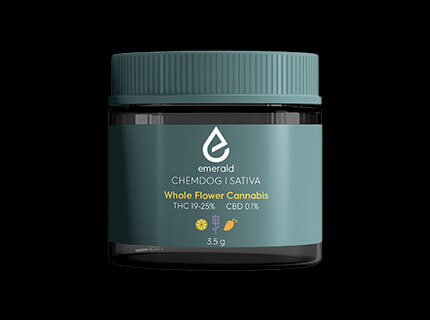 emerald
CHEMDOG | SATIVA
Whole Flower Cannabis
THC 19-25% CBD 0.1%
3.5 g